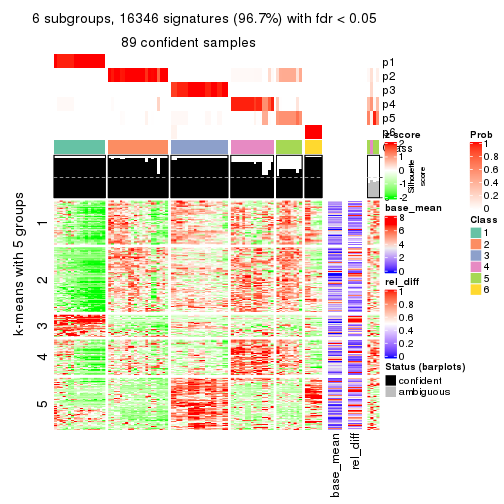 6 subgroups, 16346 signatures (96.7%) with fdr < 0.05
89 confident samples
p1
p2
p3
p4
p5
p6
Class
Silhouette
score
k-means with 5 groups
1
2
3
4
5
base_mean
rel_diff
z-score
2
1
0
-1
-2
base_mean
8
6
4
2
0
rel_diff
1
0.8
0.6
0.4
0.2
0
Status (barplots)
confident
ambiguous
Prob
1
0.8
0.6
0.4
0.2
0
Class
1
2
3
4
5
6